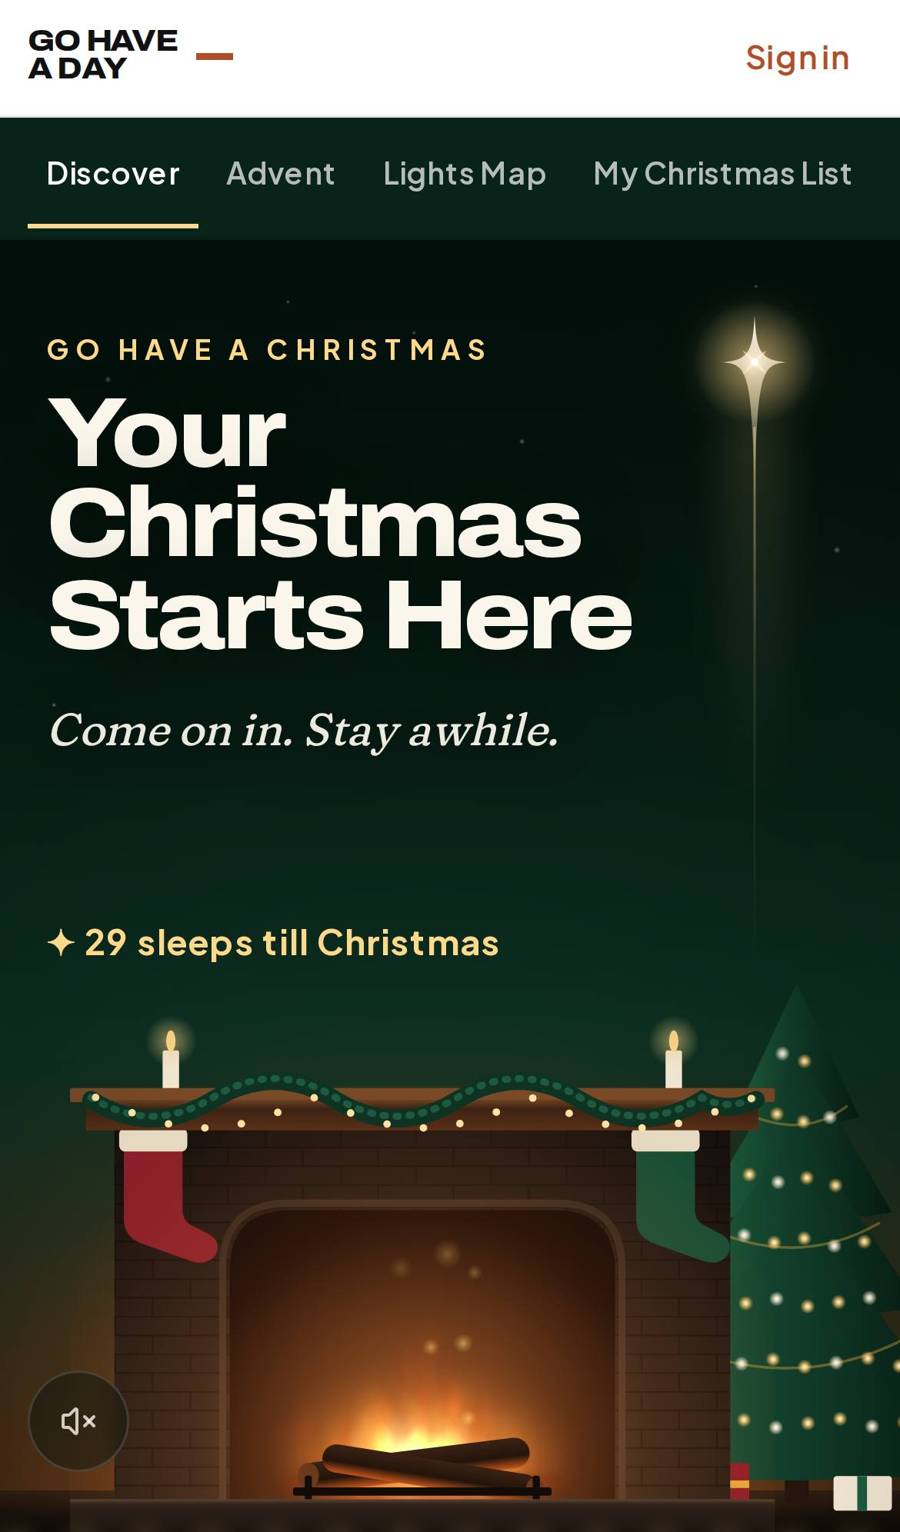 GO HAVE
A DAY
Sign in
Discover
Advent
Lights Map
My Christmas List
GO HAVE A CHRISTMAS
Your
Christmas
Starts Here
Come on in. Stay awhile.
29 sleeps till Christmas